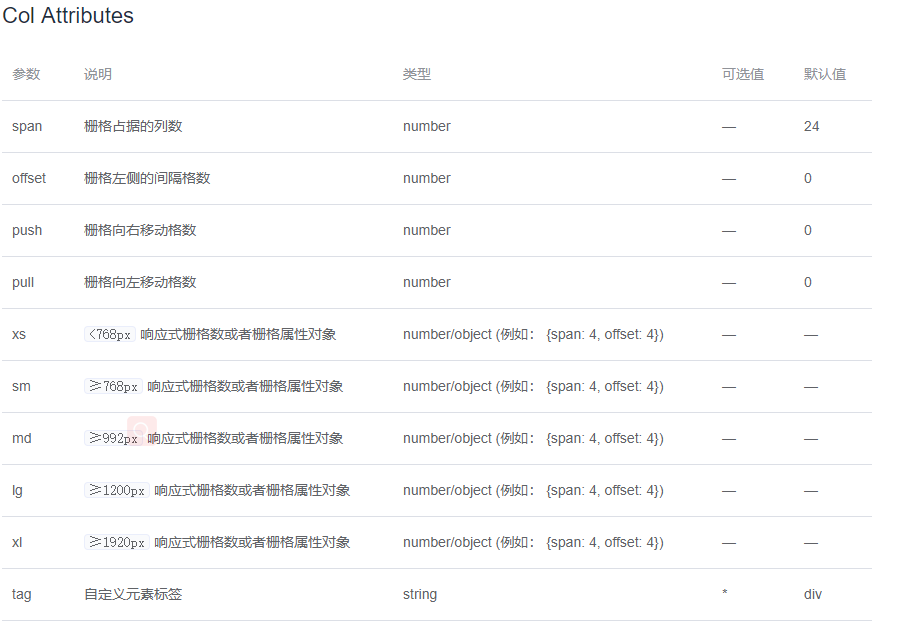 Col Attributes
参数 说明 类型 可选值 默认值
span 栅格占据的列数 number — 24
offset 栅格左侧的间隔格数 number — 0
push 栅格向右移动格数 number — 0
pull 栅格向左移动格数 number — 0
xs <768px 响应式栅格数或者栅格属性对象 number/object (例如： {span: 4, offset: 4}) — —
sm ≥768px 响应式栅格数或者栅格属性对象 number/object (例如： {span: 4, offset: 4}) — —
md ≥992px 响应式栅格数或者栅格属性对象 number/object (例如： {span: 4, offset: 4}) — —
lg ≥1200px 响应式栅格数或者栅格属性对象 number/object (例如： {span: 4, offset: 4}) — —
xl ≥1920px 响应式栅格数或者栅格属性对象 number/object (例如： {span: 4, offset: 4}) — —
tag 自定义元素标签 string * div